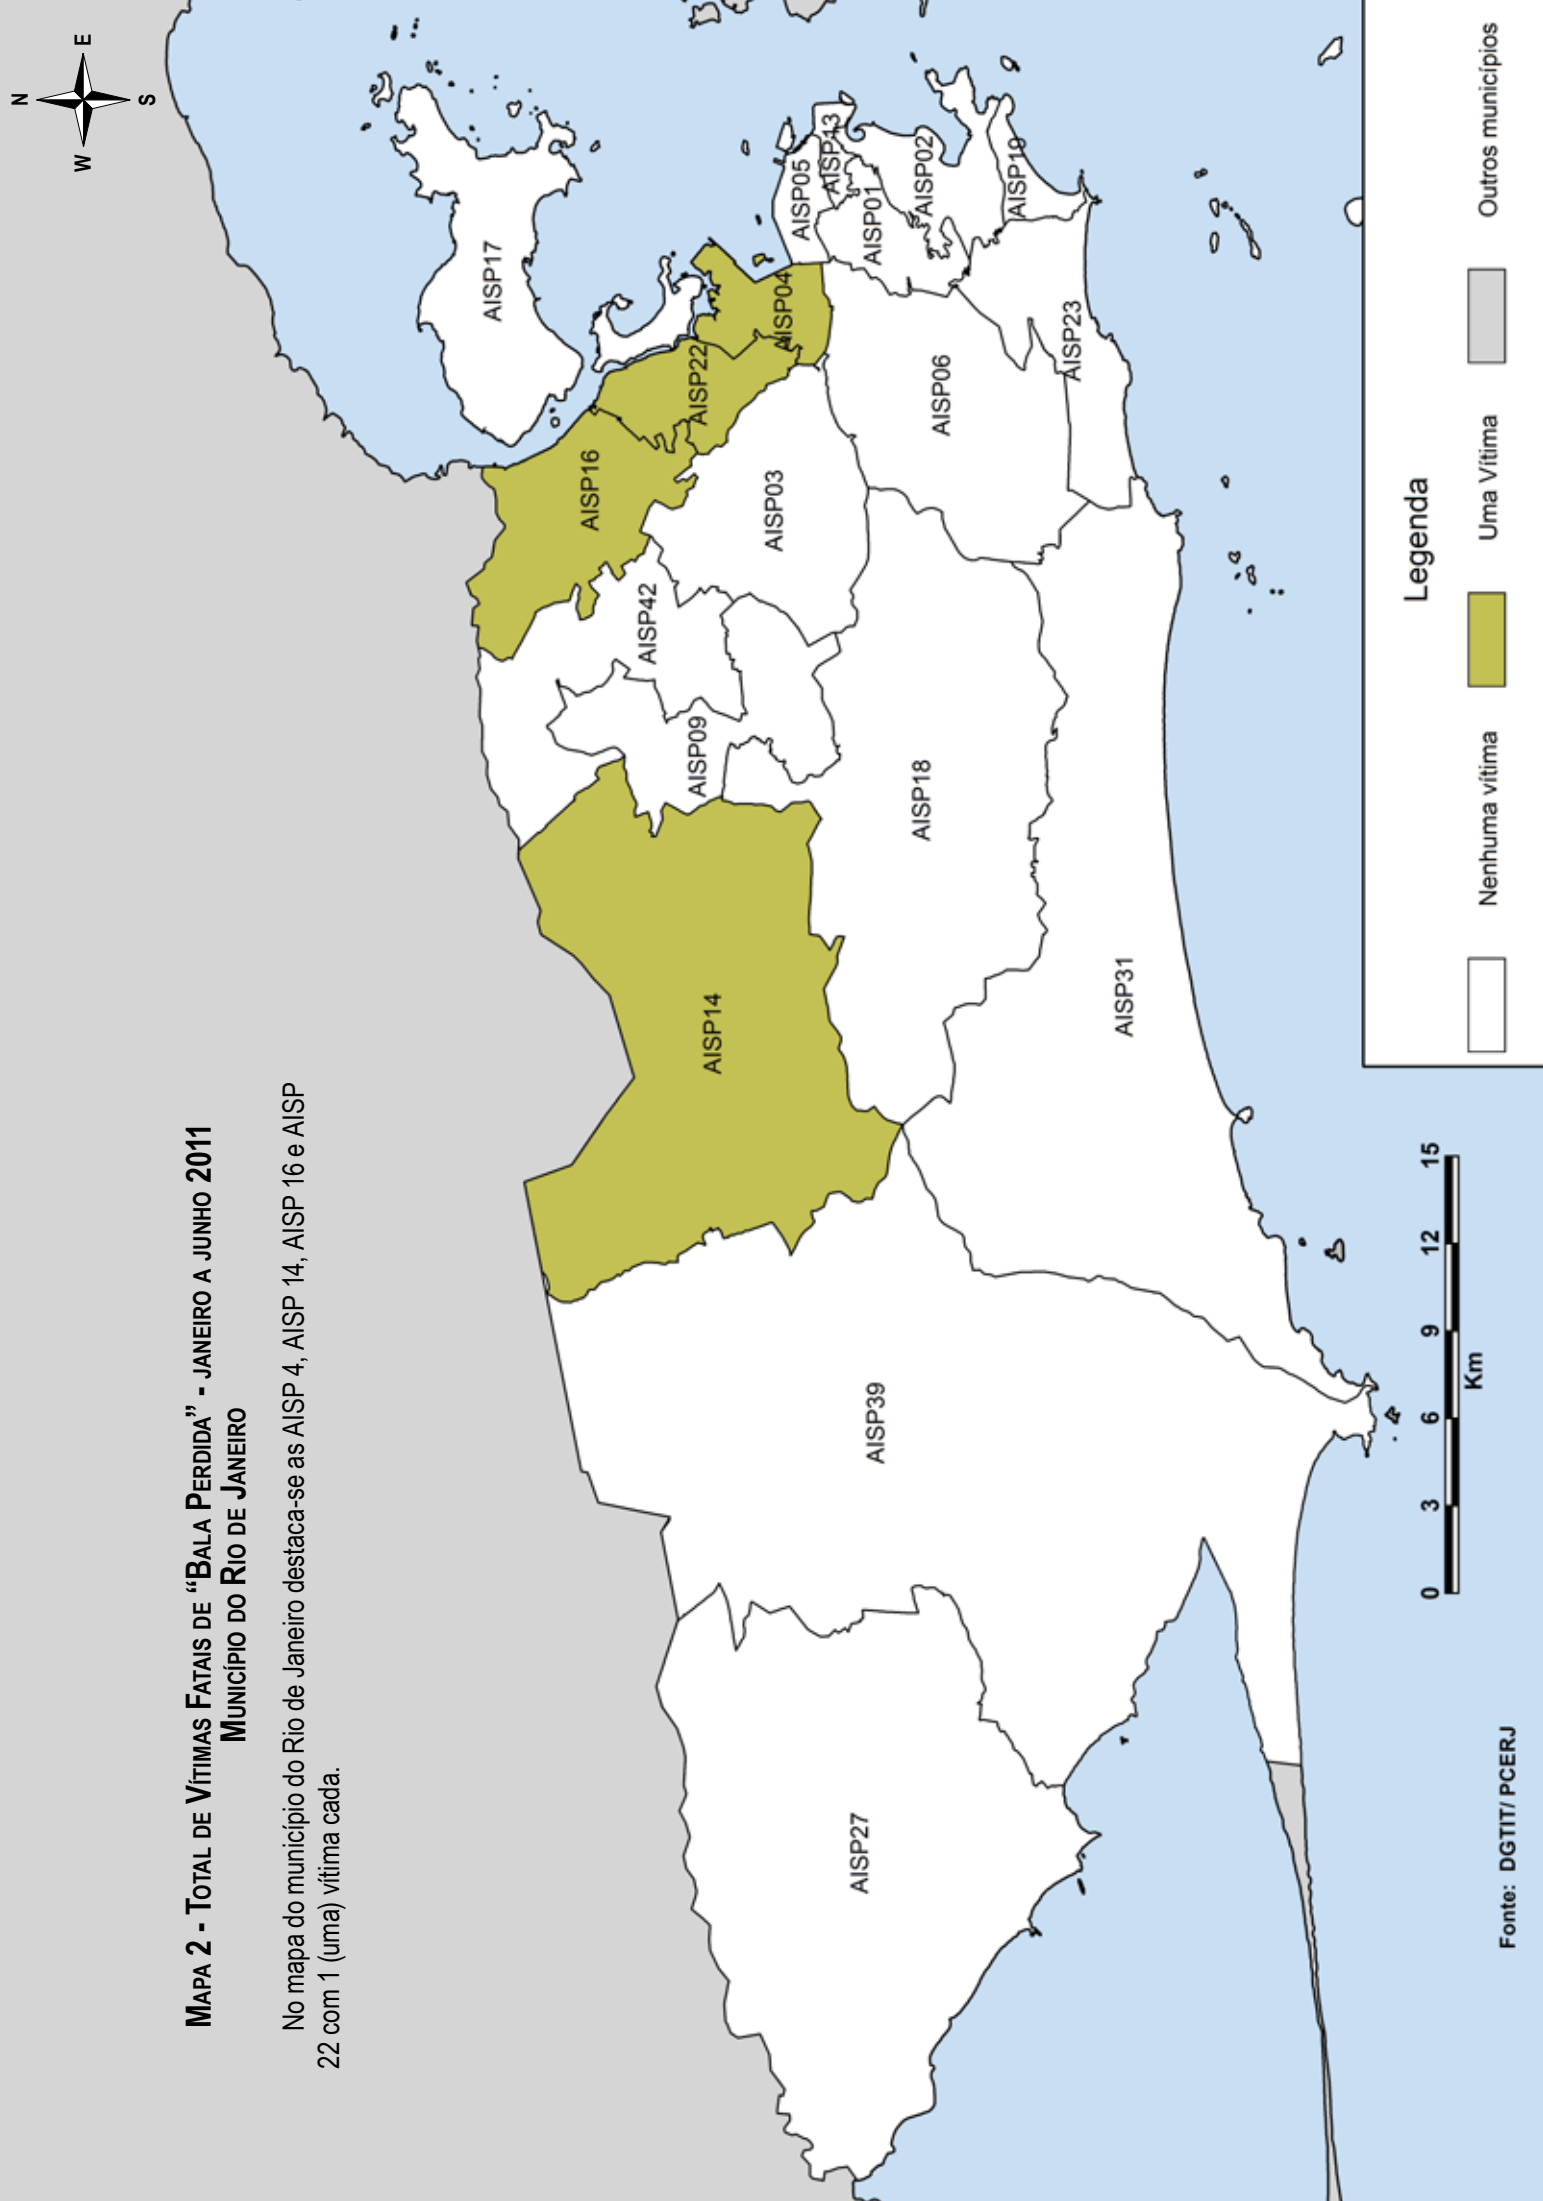 MAPA 2 - TOTAL DE VÍTIMAS FATAIS DE “BALA PERDIDA” - JANEIRO A JUNHO 2011
MUNICÍPIO DO RIO DE JANEIRO
No mapa do município do Rio de Janeiro destaca-se as AISP 4, AISP 14, AISP 16 e AISP
22 com 1 (uma) vítima cada.
N
W
E
S
AISP17
AISP16
AISP22
AISP04
AISP05
AISP13
AISP01
AISP02
AISP19
AISP23
AISP06
AISP03
AISP42
AISP09
AISP18
AISP14
AISP31
AISP39
AISP27
0 3 6 9 12 15
Km
Legenda
Nenhuma vítima
Uma Vítima
Outros municípios
Fonte: DGTIT/ PCERJ